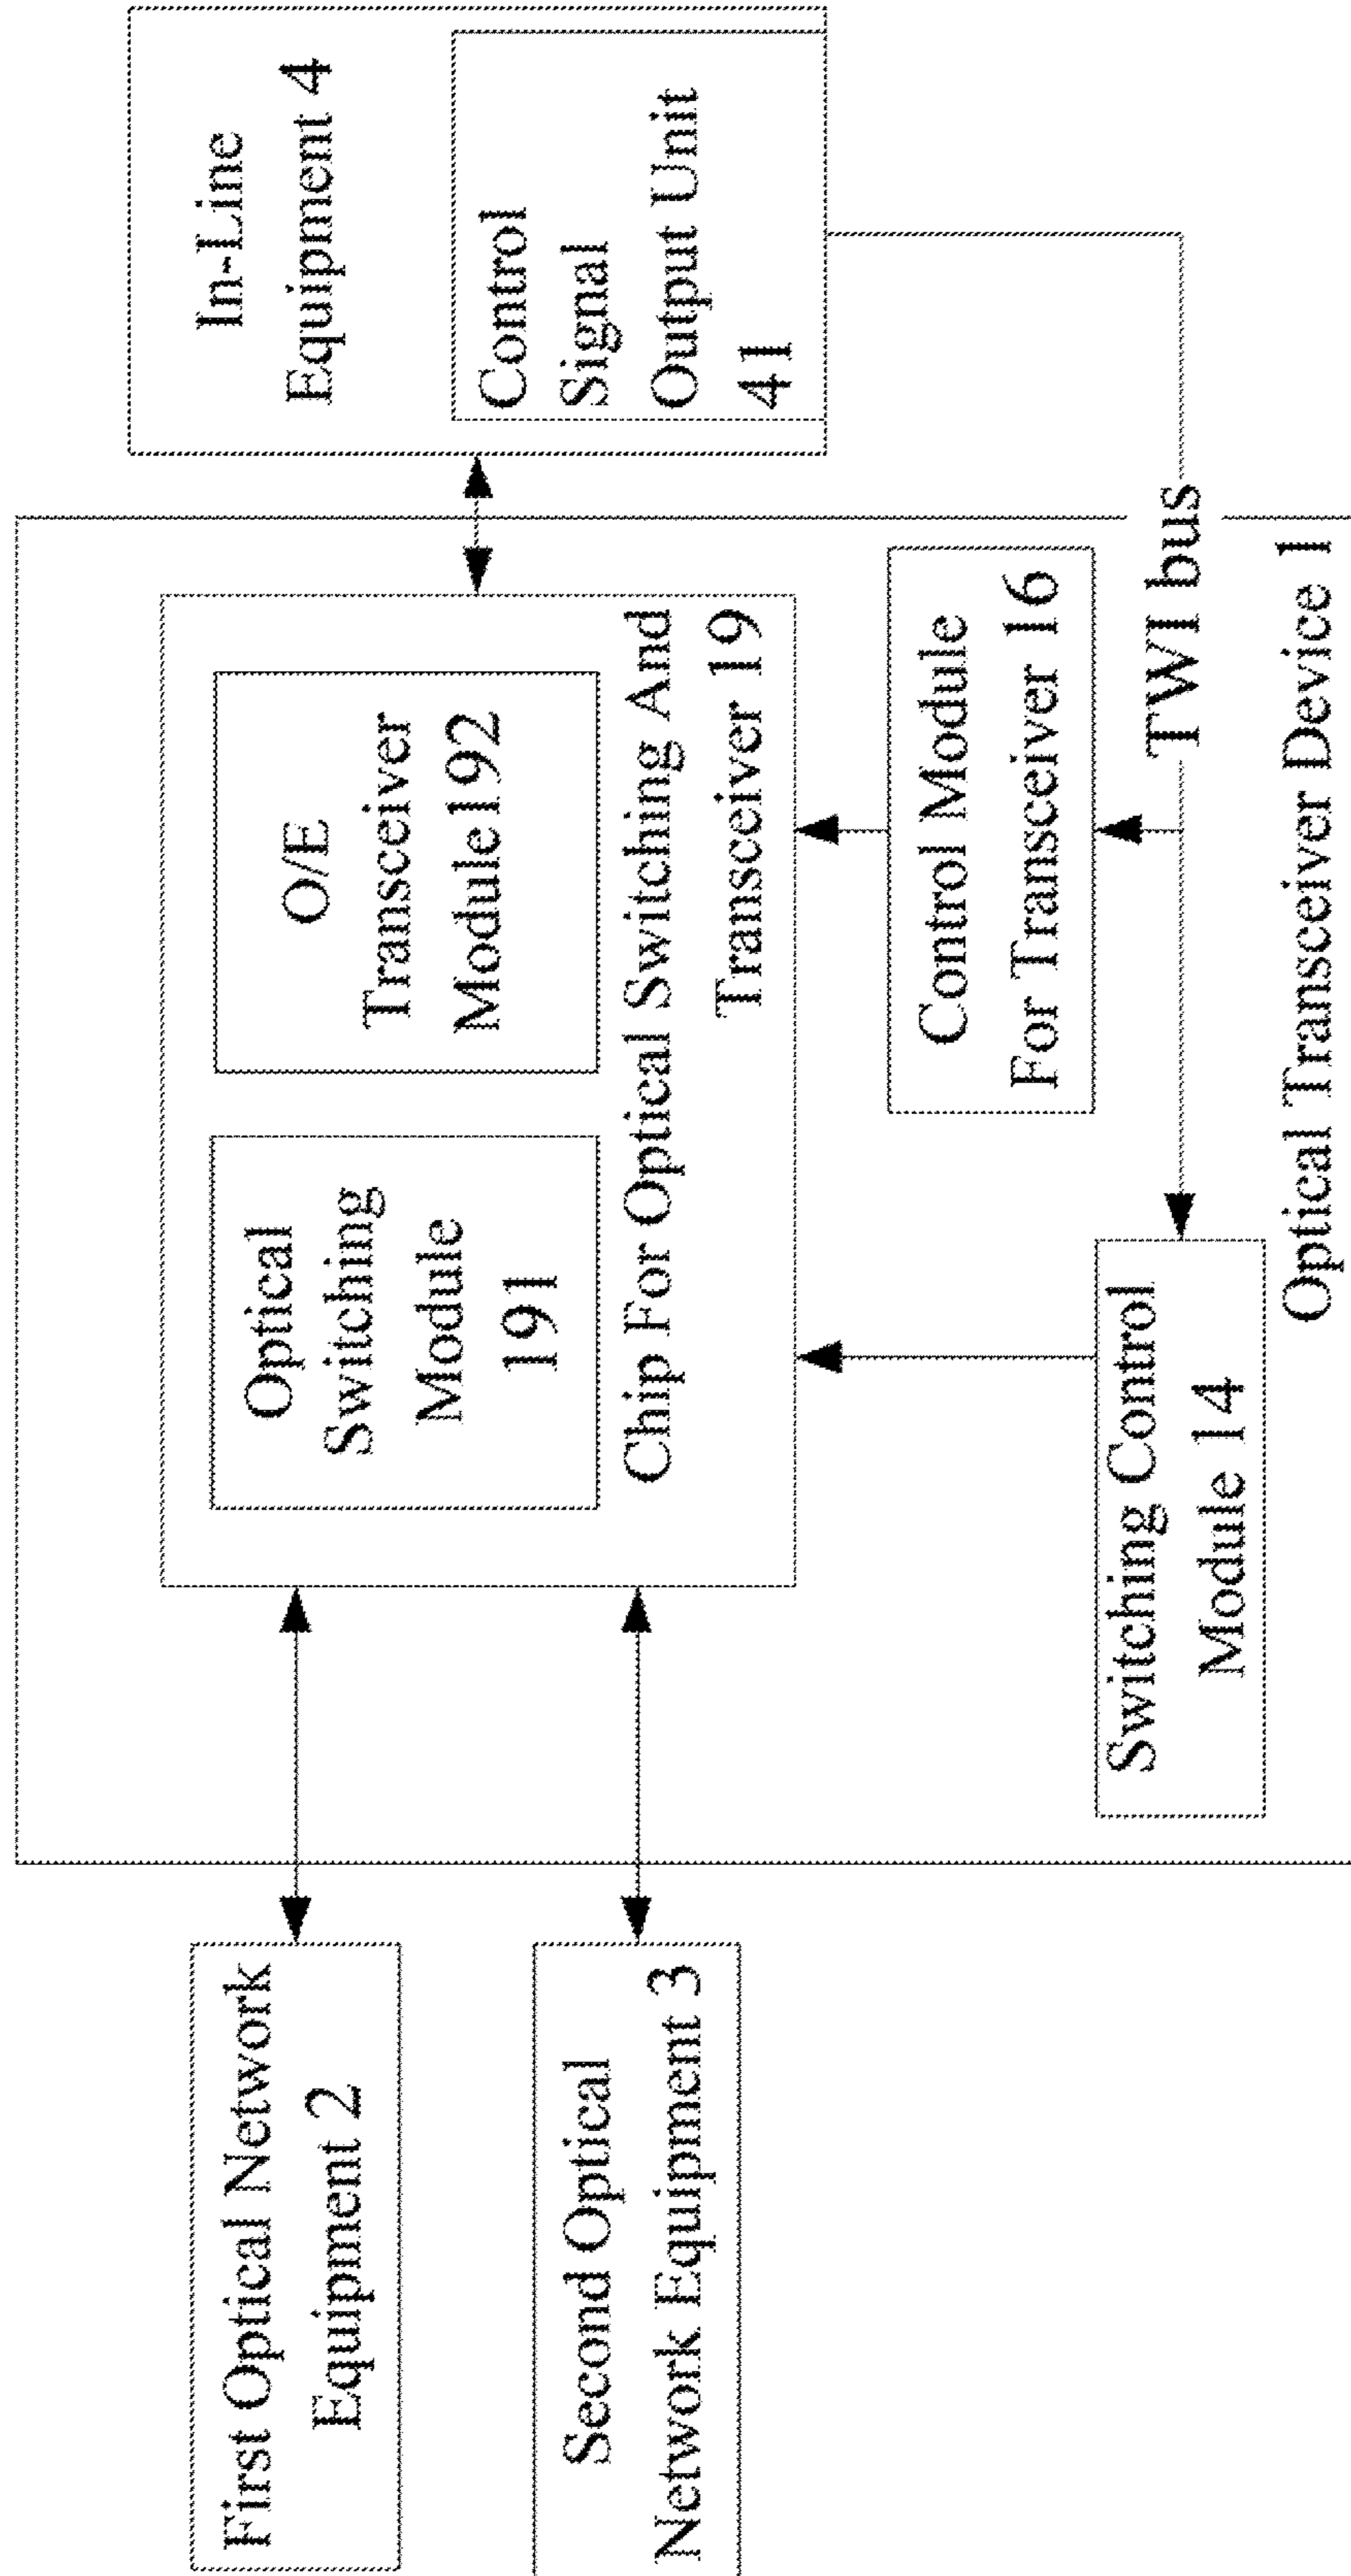 First Optical Network
Equipment 2
Second Optical
Network Equipment 3
Optical
Switching
Module
191
O/E
Transceiver
Module192
Chip For Optical Switching And
Transceiver 19
Switching Control
Module 14
Control Module
For Transceiver 16
TWI bus
Optical Transceiver Device 1
In-Line
Equipment 4
Control
Signal
Output Unit
41